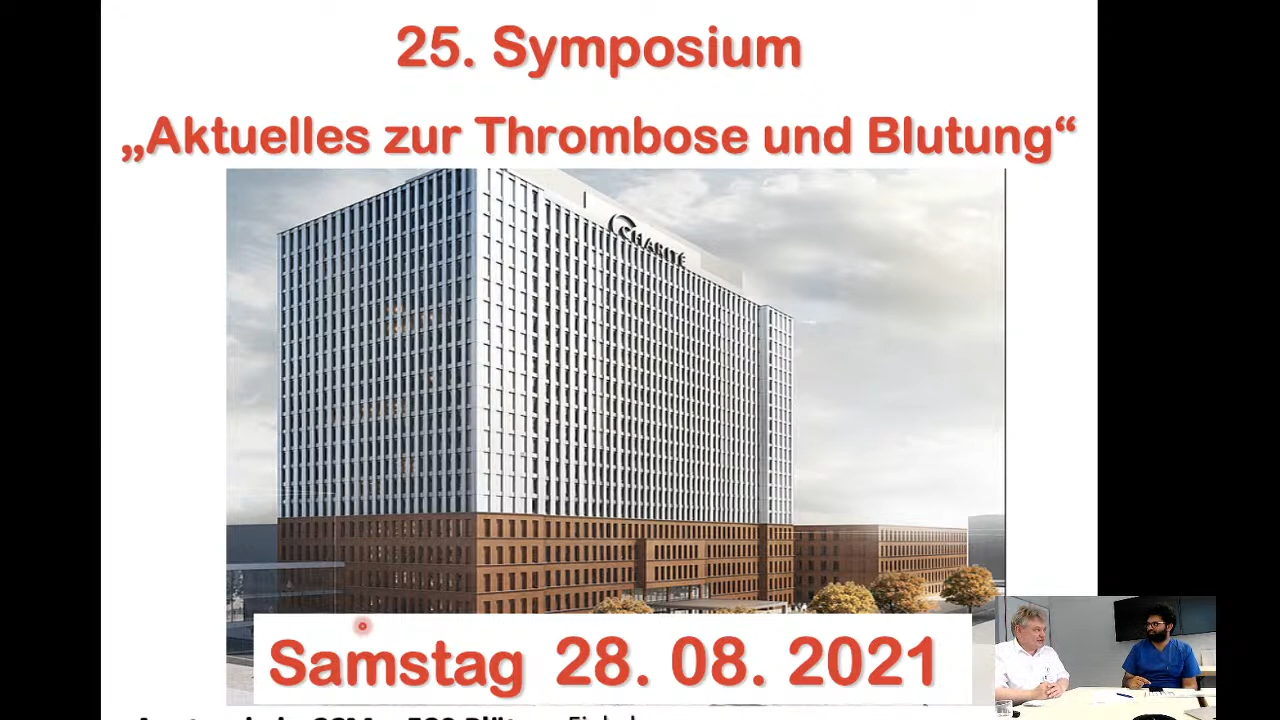 25. Symposium
„Aktuelles zur Thrombose und Blutung“
CHARITÉ
Samstag 28. 08. 2021